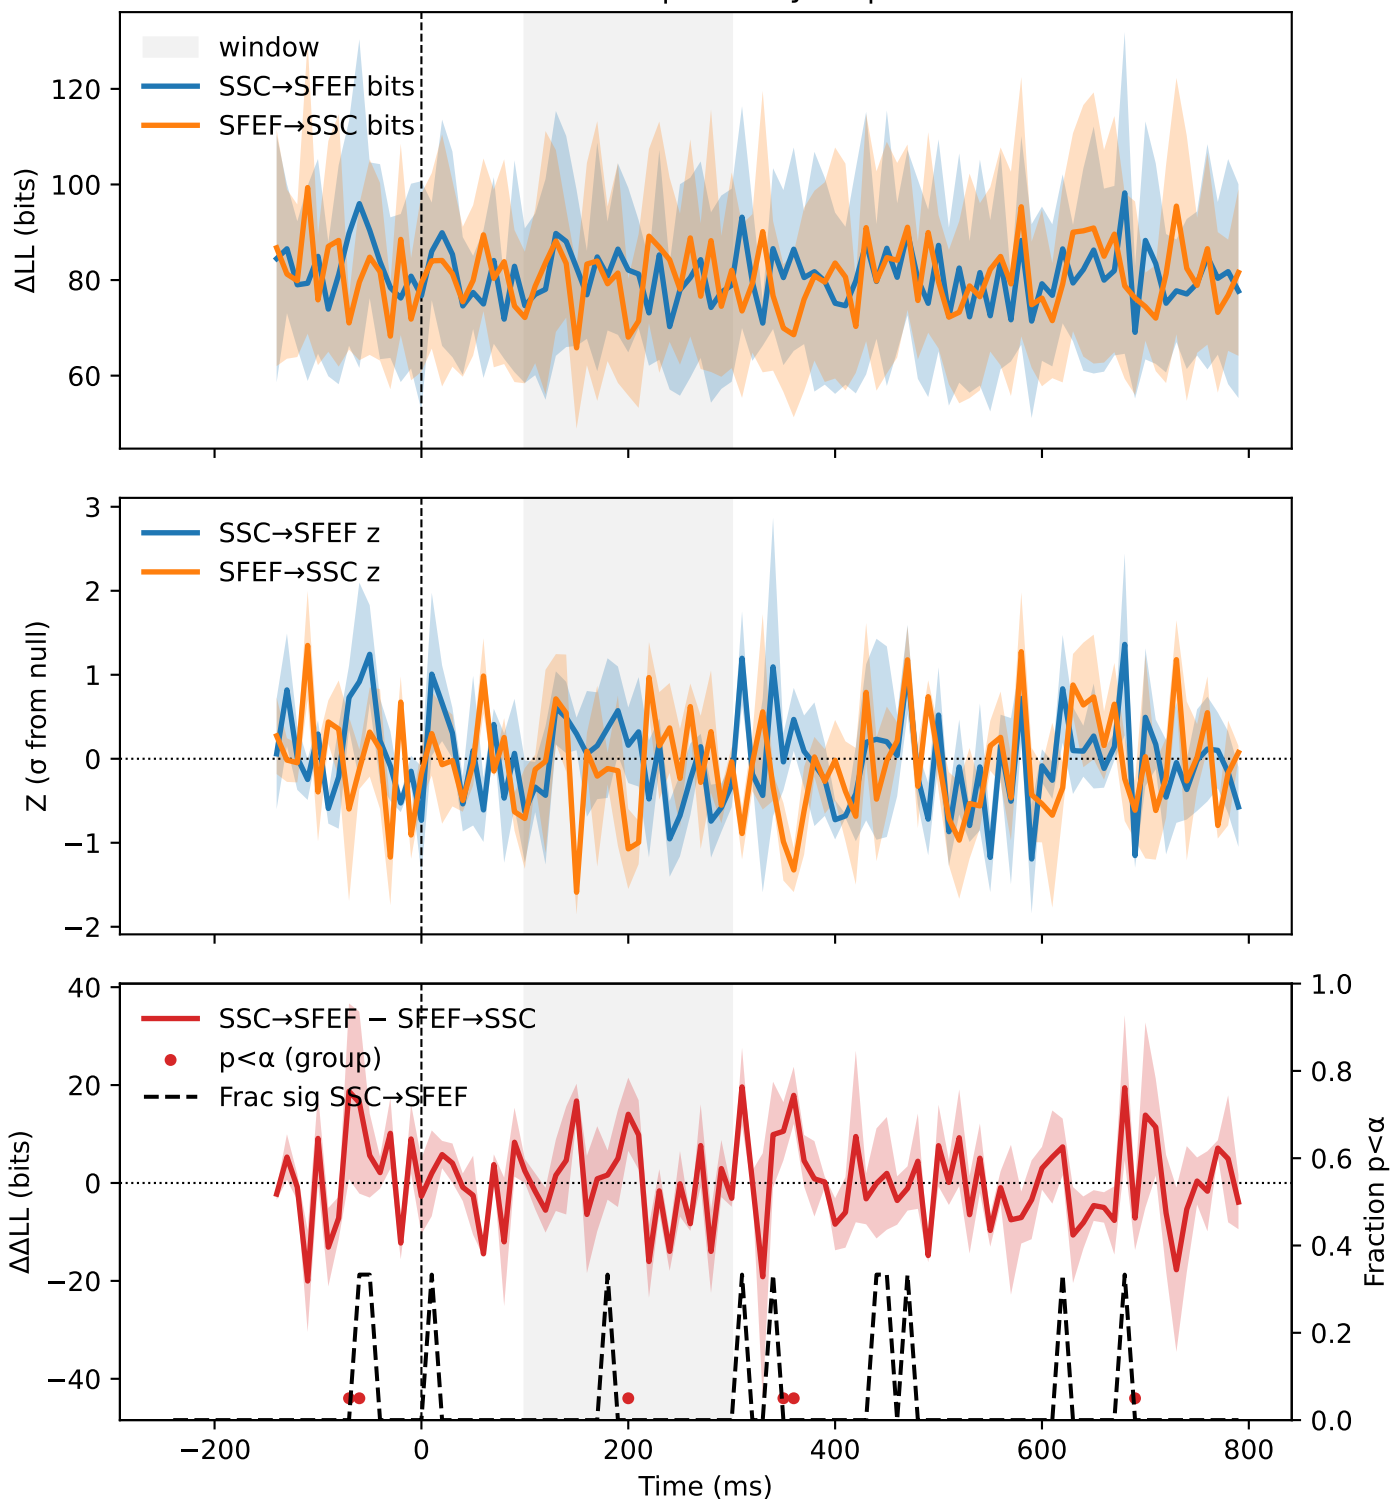 window
SSC→SFEF bits
SFEF→SSC bits
120
100
80
60
ΔLL (bits)
SSC→SFEF z
SFEF→SSC z
3
2
1
0
−1
−2
Z (σ from null)
SSC→SFEF − SFEF→SSC
p<α (group)
Frac sig SSC→SFEF
40
20
0
−20
−40
ΔΔLL (bits)
1.0
0.8
0.6
0.4
0.2
0.0
Fraction p<α
−200
0
200
400
600
800
Time (ms)